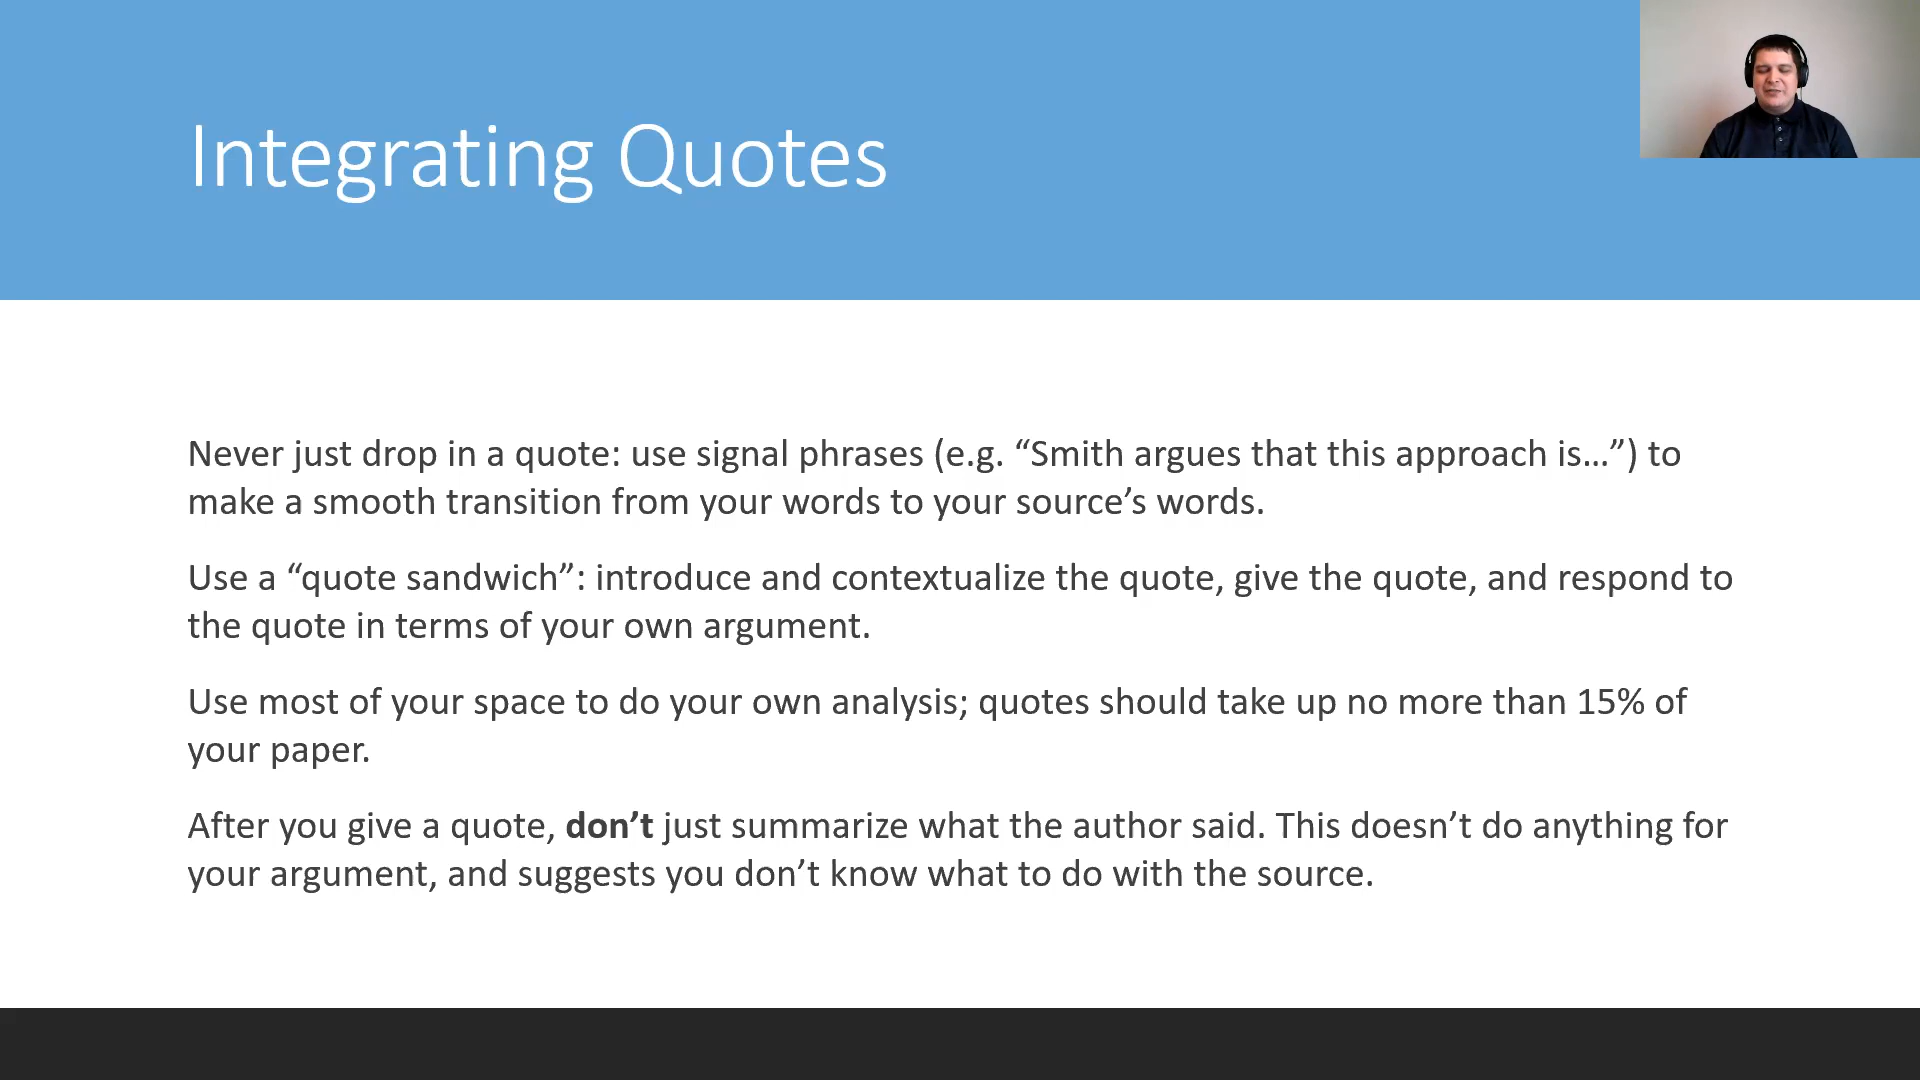 Integrating Quotes
Never just drop in a quote: use signal phrases (e.g. “Smith argues that this approach is…”) to
make a smooth transition from your words to your source’s words.
Use a “quote sandwich”: introduce and contextualize the quote, give the quote, and respond to
the quote in terms of your own argument.
Use most of your space to do your own analysis; quotes should take up no more than 15% of
your paper.
After you give a quote, don’t just summarize what the author said. This doesn’t do anything for
your argument, and suggests you don’t know what to do with the source.